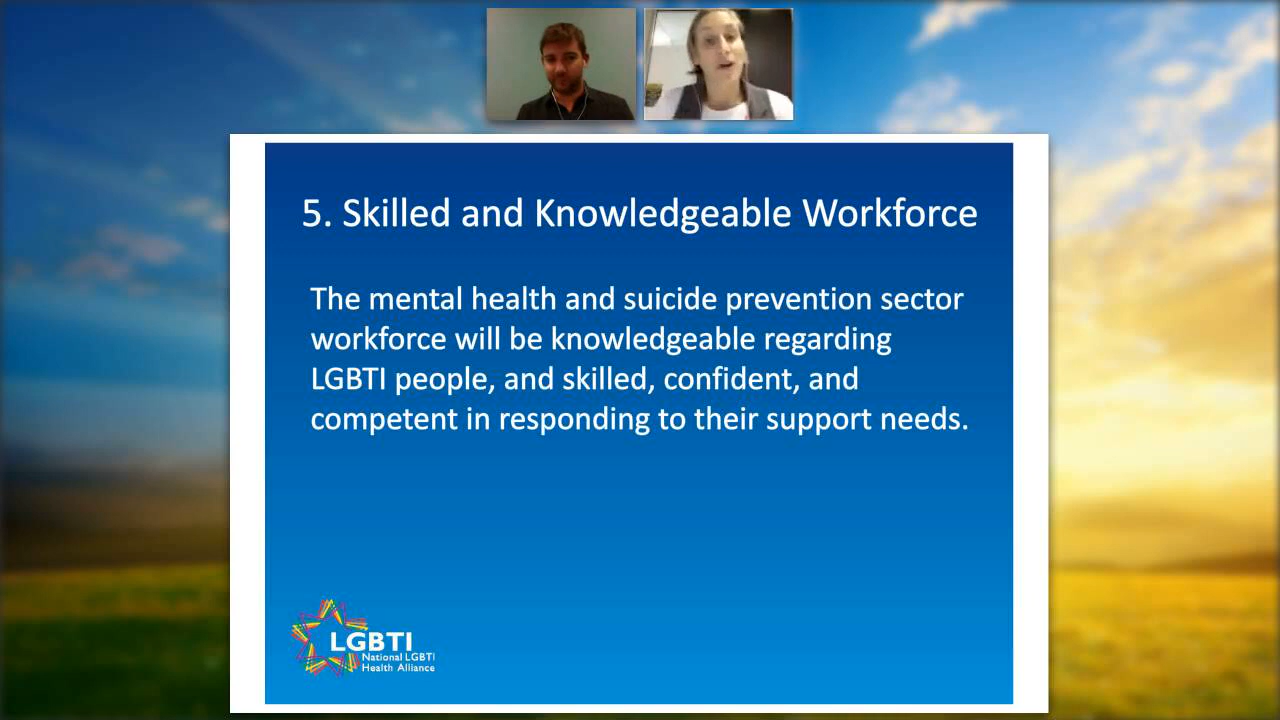 5. Skilled and Knowledgeable Workforce
The mental health and suicide prevention sector
workforce will be knowledgeable regarding
LGBTI people, and skilled, confident, and
competent in responding to their support needs.
LGBTI
National LGBTI
Health Alliance